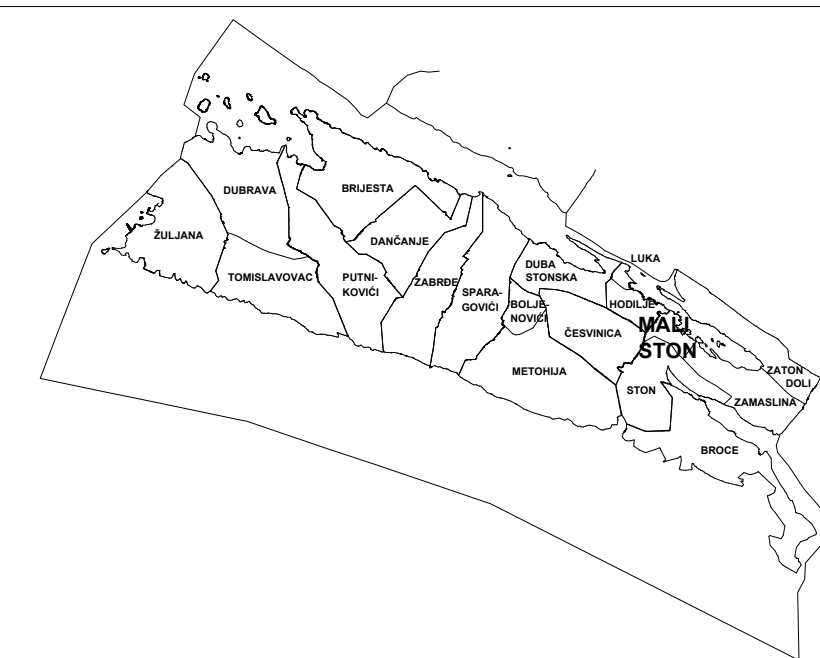 BRIJESTA
DUBRAVA
ŽULJANA
DANČANJE
TOMISLAVOVAC
PUTNI-
KOVIĆI
ZABRĐE
SPARA-
GOVIĆI
DUBA
STONSKA
LUKA
BOLJE-
NOVIĆI
HODILJE
ČESVINICA
MALI
STON
METOHIJA
STON
ZATON
DOLI
ZAMASLINA
BROCE